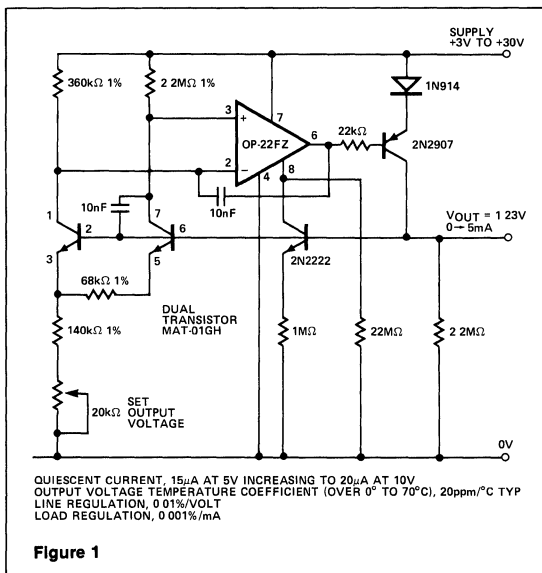 SUPPLY
+3V TO +30V
360kΩ 1%
2 2MΩ 1%
1N914
3
+
7
OP-22FZ
6
22kΩ
2N2907
2
−
4
8
10nF
10nF
1
2
7
6
VOUT = 1 23V
0→5mA
3
5
2N2222
68kΩ 1%
DUAL
TRANSISTOR
MAT-01GH
140kΩ 1%
1MΩ
22MΩ
2 2MΩ
20kΩ
SET
OUTPUT
VOLTAGE
0V
QUIESCENT CURRENT, 15µA AT 5V INCREASING TO 20µA AT 10V
OUTPUT VOLTAGE TEMPERATURE COEFFICIENT (OVER 0° TO 70°C), 20ppm/°C TYP
LINE REGULATION, 0 01%/VOLT
LOAD REGULATION, 0 001%/mA
Figure 1